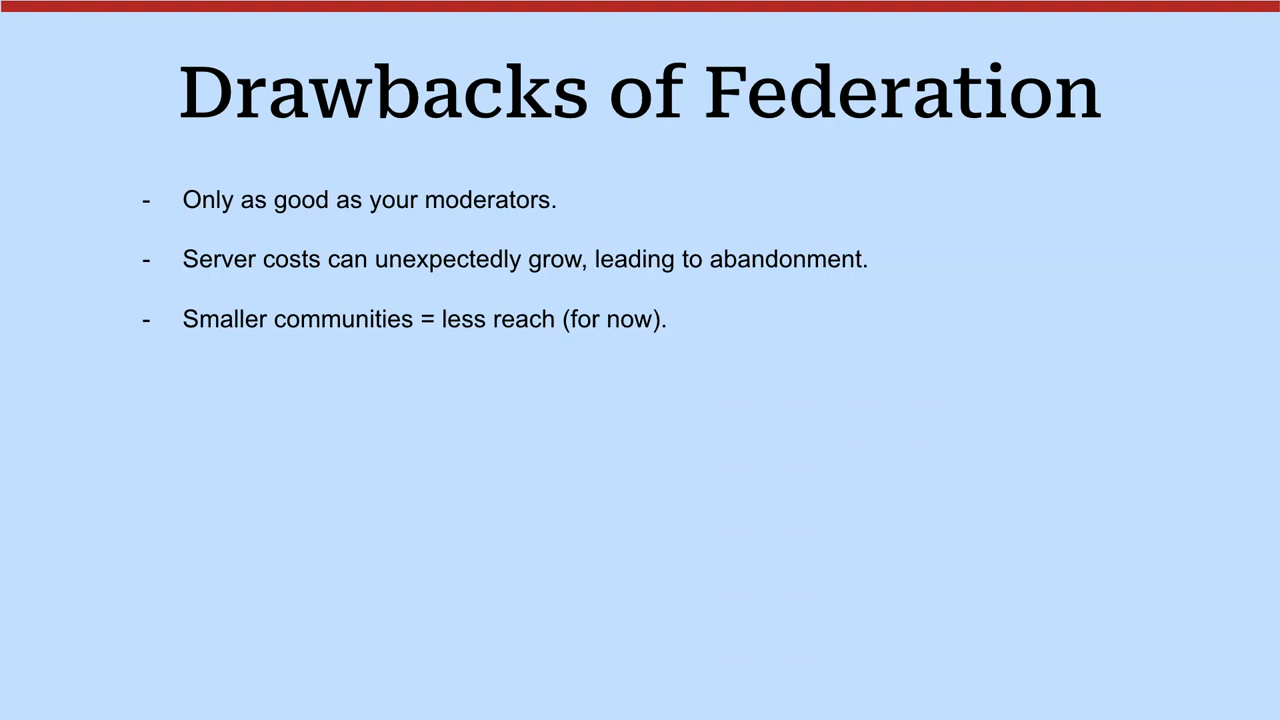 Drawbacks of Federation
- Only as good as your moderators.
- Server costs can unexpectedly grow, leading to abandonment.
- Smaller communities = less reach (for now).